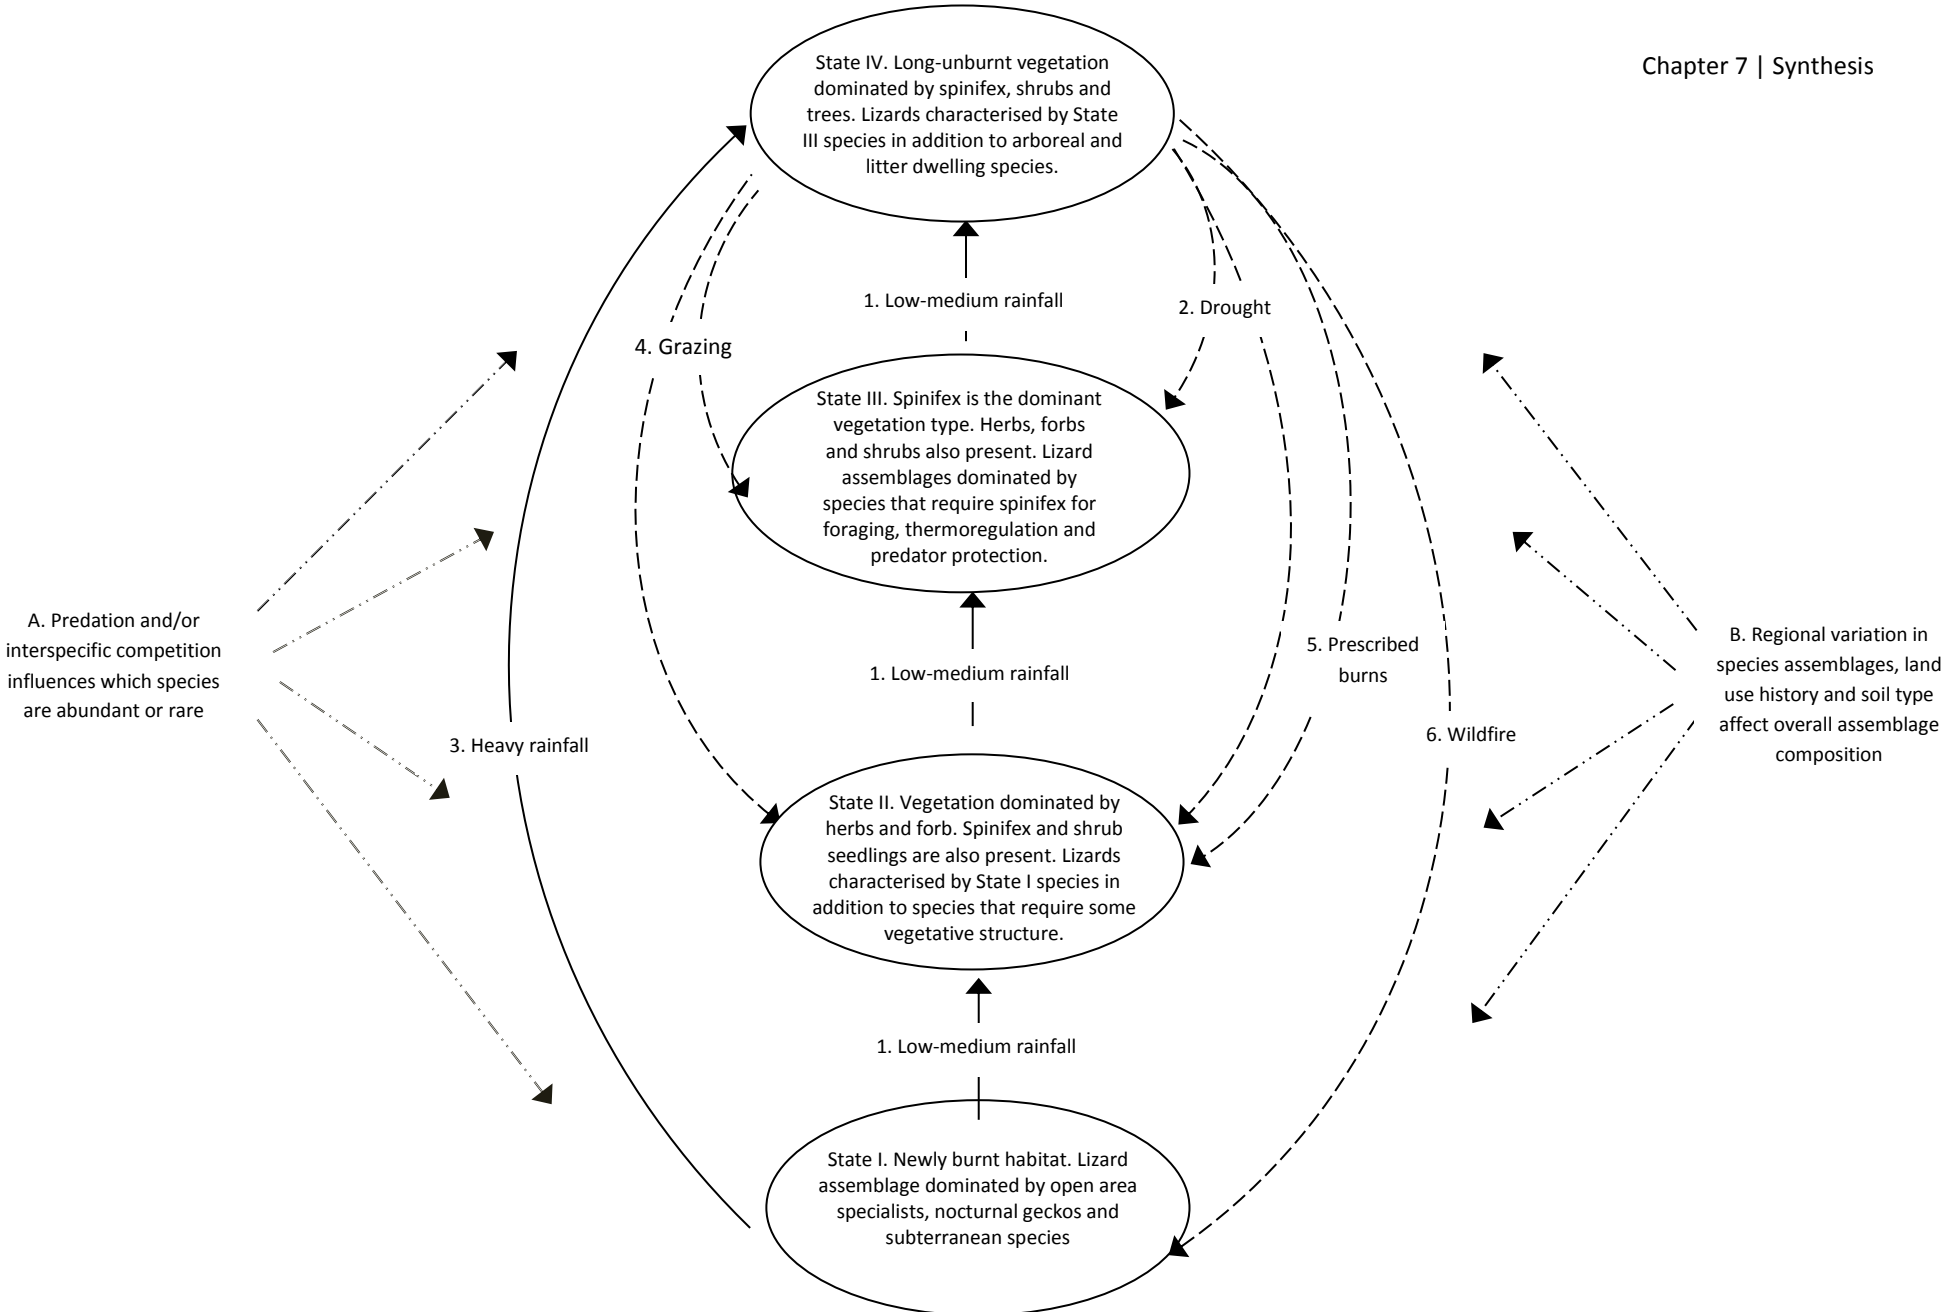 Chapter 7 | Synthesis
State IV. Long-unburnt vegetation
dominated by spinifex, shrubs and
trees. Lizards characterised by State
III species in addition to arboreal and
litter dwelling species.
1. Low-medium rainfall
2. Drought
4. Grazing
State III. Spinifex is the dominant
vegetation type. Herbs, forbs
and shrubs also present. Lizard
assemblages dominated by
species that require spinifex for
foraging, thermoregulation and
predator protection.
A. Predation and/or
interspecific competition
influences which species
are abundant or rare
1. Low-medium rainfall
5. Prescribed
burns
B. Regional variation in
species assemblages, land
use history and soil type
affect overall assemblage
composition
3. Heavy rainfall
6. Wildfire
State II. Vegetation dominated by
herbs and forb. Spinifex and shrub
seedlings are also present. Lizards
characterised by State I species in
addition to species that require some
vegetative structure.
1. Low-medium rainfall
State I. Newly burnt habitat. Lizard
assemblage dominated by open area
specialists, nocturnal geckos and
subterranean species